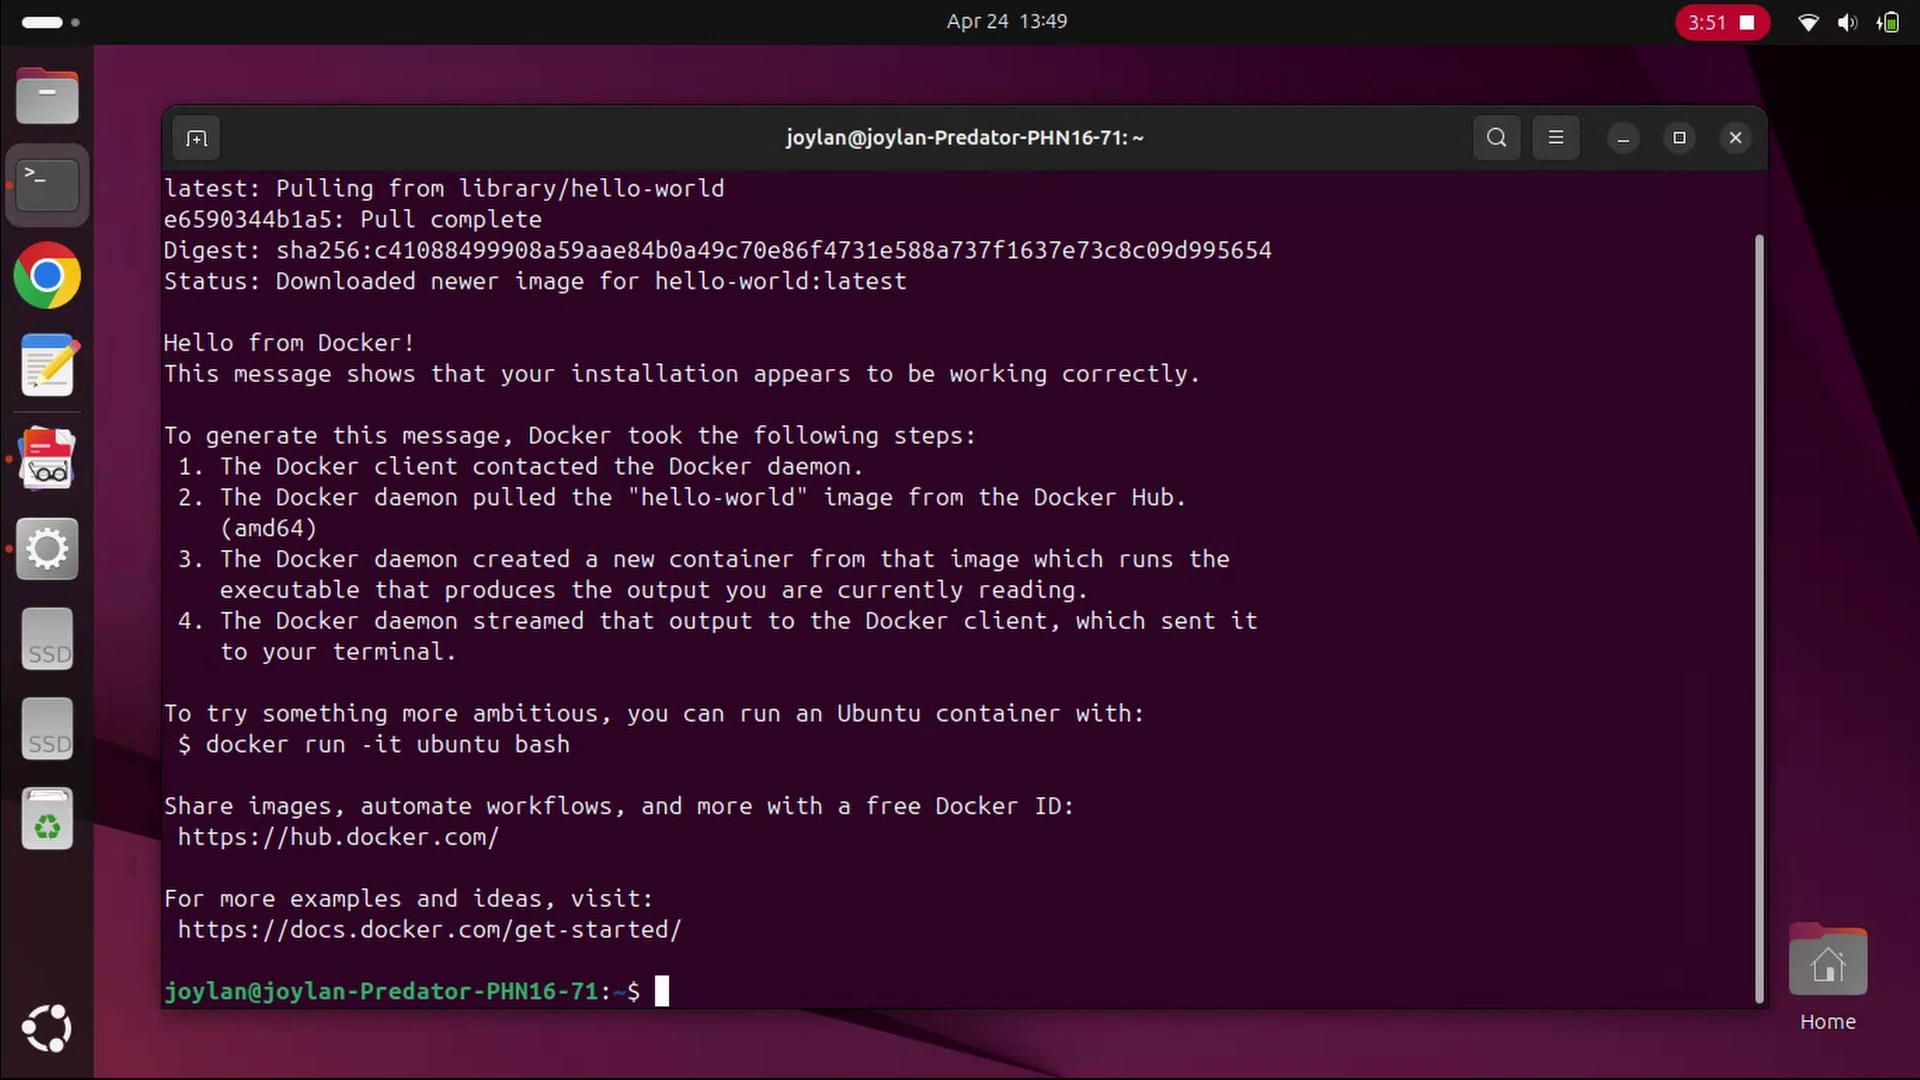 Apr 24 13:49
3:51
joylan@joylan-Predator-PHN16-71: ~
latest: Pulling from library/hello-world
e6590344b1a5: Pull complete
Digest: sha256:c41088499908a59aae84b0a49c70e86f4731e588a737f1637e73c8c09d995654
Status: Downloaded newer image for hello-world:latest
Hello from Docker!
This message shows that your installation appears to be working correctly.
To generate this message, Docker took the following steps:
1. The Docker client contacted the Docker daemon.
2. The Docker daemon pulled the "hello-world" image from the Docker Hub.
(amd64)
3. The Docker daemon created a new container from that image which runs the
executable that produces the output you are currently reading.
4. The Docker daemon streamed that output to the Docker client, which sent it
to your terminal.
To try something more ambitious, you can run an Ubuntu container with:
$ docker run -it ubuntu bash
Share images, automate workflows, and more with a free Docker ID:
https://hub.docker.com/
For more examples and ideas, visit:
https://docs.docker.com/get-started/
joylan@joylan-Predator-PHN16-71:~$
SSD
SSD
Home